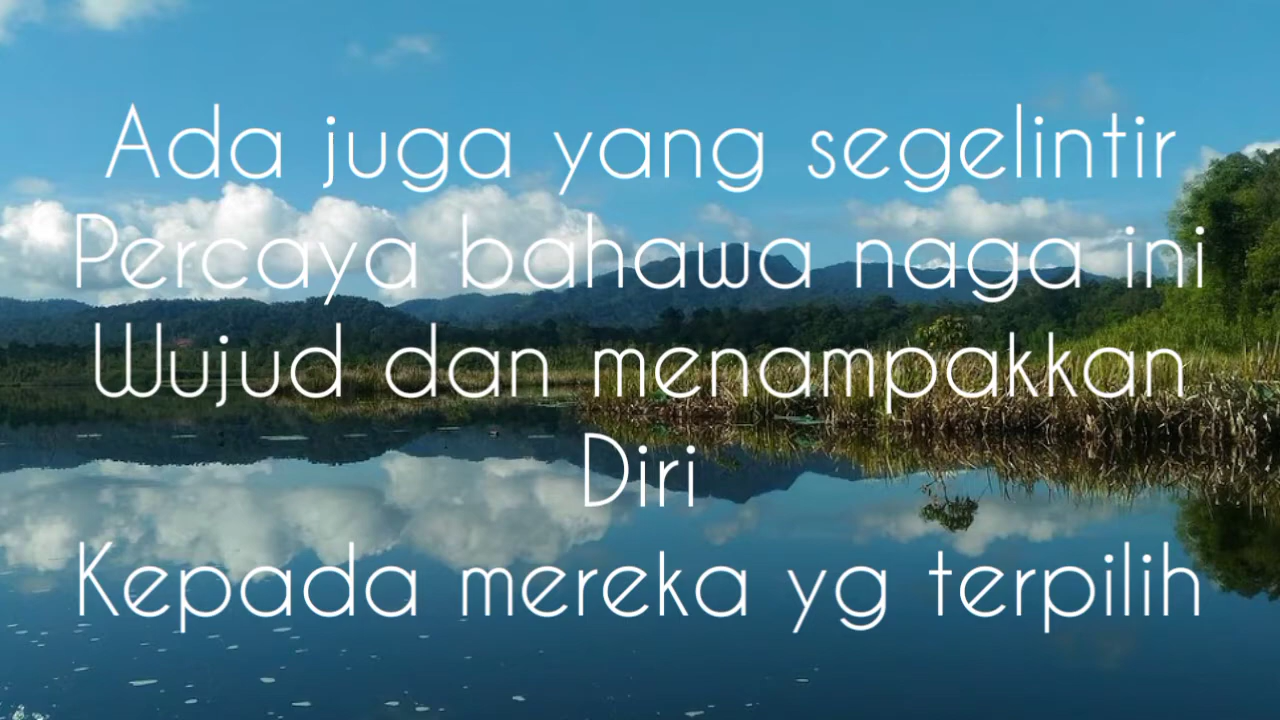 Ada juga yang segelintir
Percaya bahawa naga ini
Wujud dan menampakkan
Diri
Kepada mereka yg terpilih